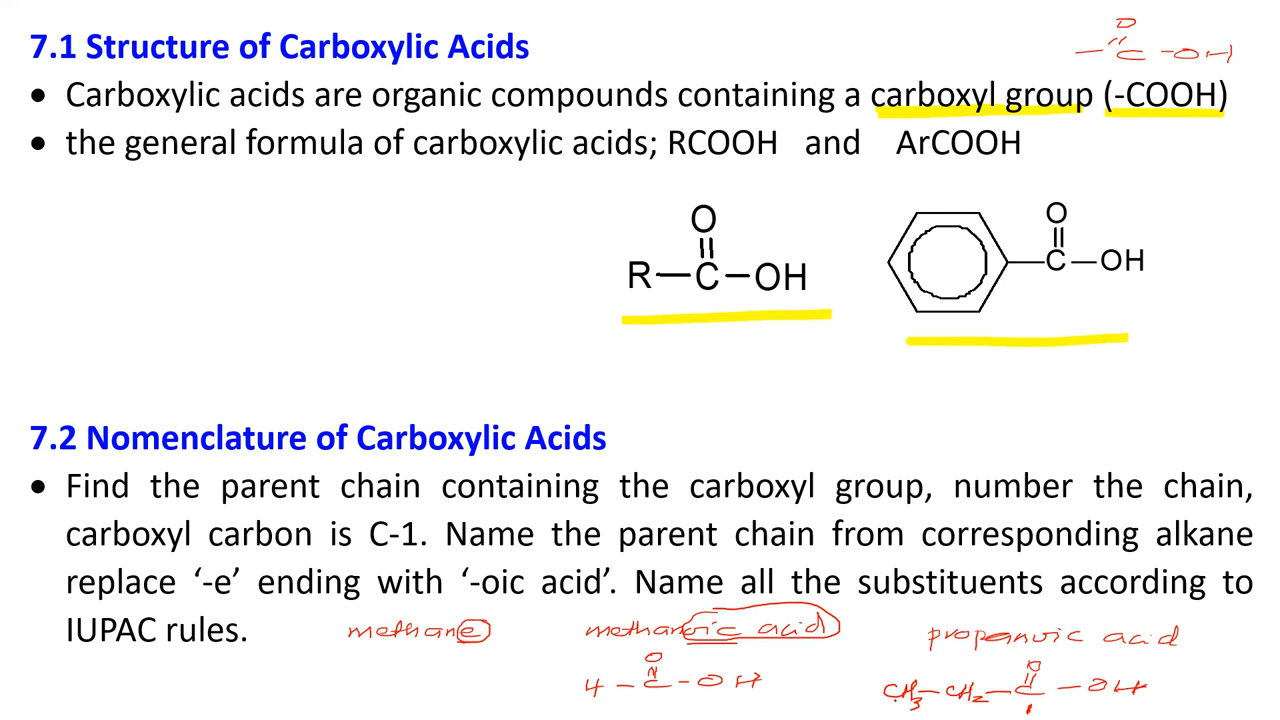 7.1 Structure of Carboxylic Acids
O
– C – OH
• Carboxylic acids are organic compounds containing a carboxyl group (-COOH)
• the general formula of carboxylic acids; RCOOH and ArCOOH
O O
R – C – OH C – OH
7.2 Nomenclature of Carboxylic Acids
• Find the parent chain containing the carboxyl group, number the chain,
carboxyl carbon is C-1. Name the parent chain from corresponding alkane
replace ‘-e’ ending with ‘-oic acid’. Name all the substituents according to
IUPAC rules. methane methanoic acid propanoic acid
O O
H – C – OH CH3 – CH2 – C – OH
1